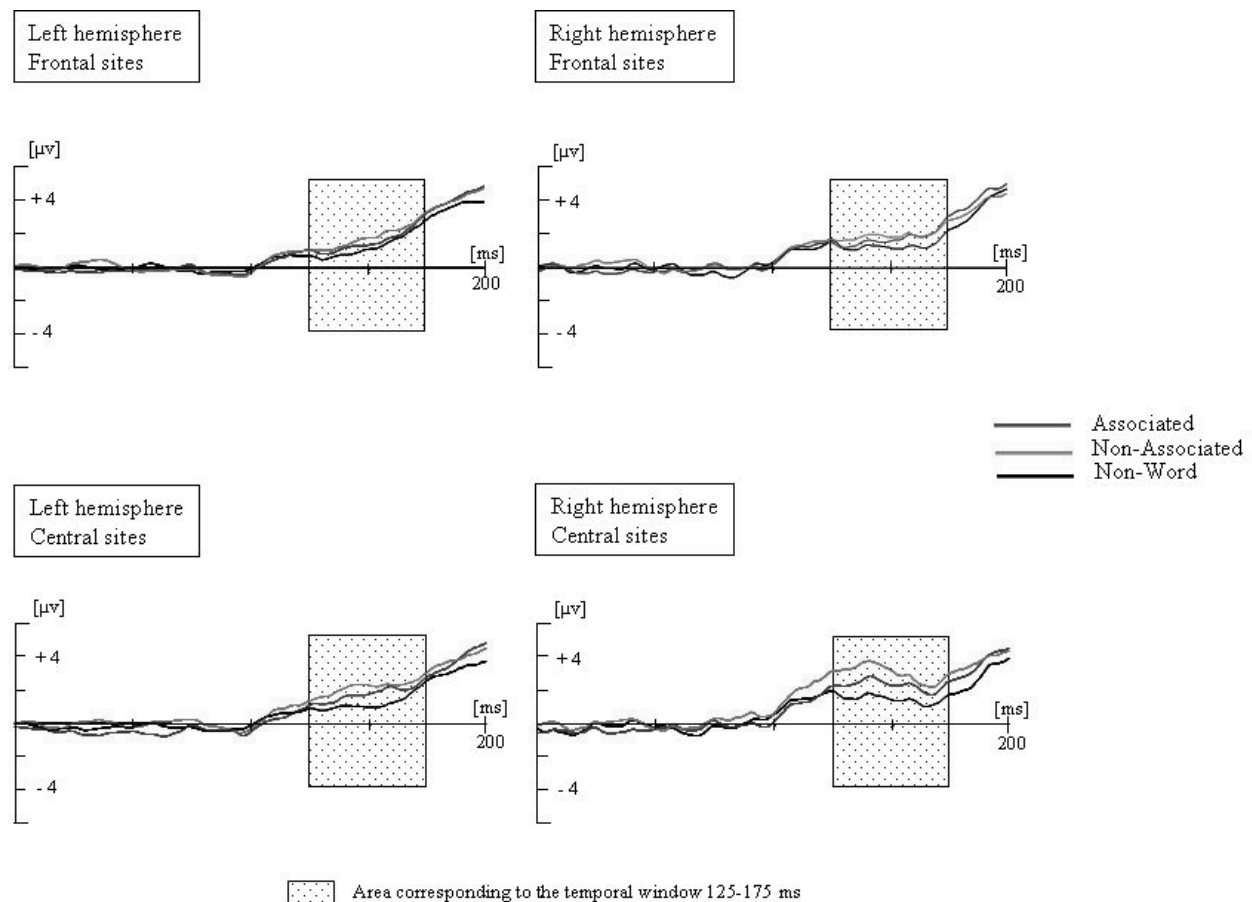 Left hemisphere
Frontal sites
Right hemisphere
Frontal sites
[μv]
+4
- 4
[ms]
200
[μv]
+4
- 4
[ms]
200
Associated
Non-Associated
Non-Word
Left hemisphere
Central sites
Right hemisphere
Central sites
[μv]
+4
- 4
[ms]
200
[μv]
+4
- 4
[ms]
200
Area corresponding to the temporal window 125-175 ms